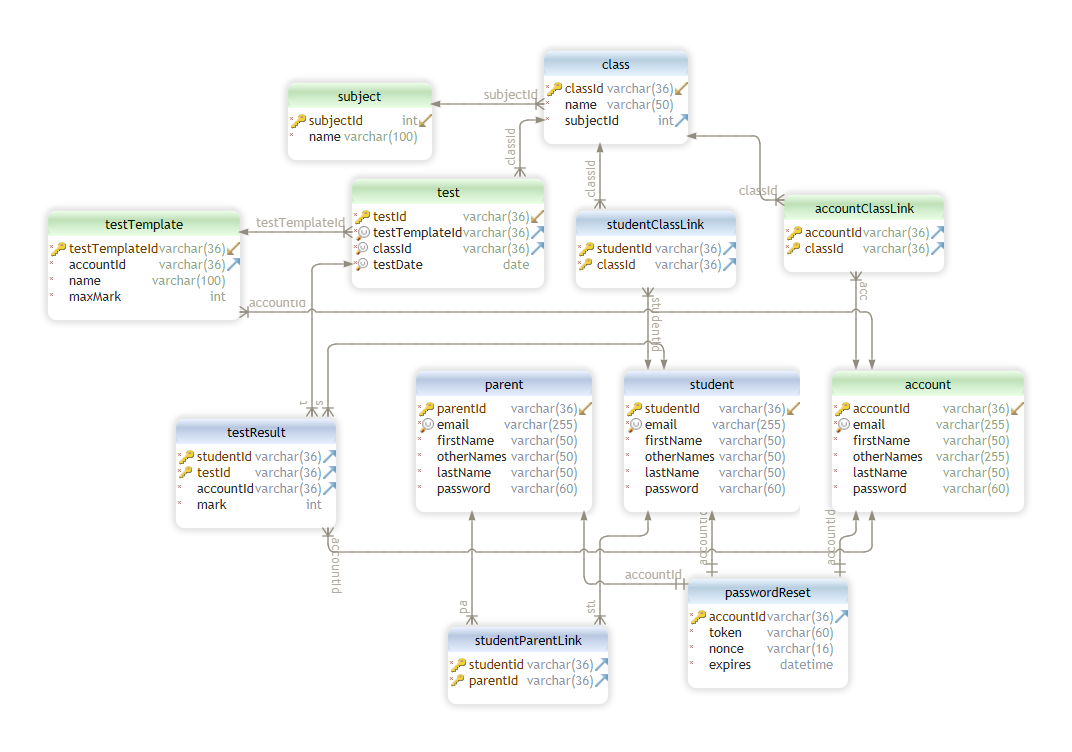 class
classId varchar(36)
name varchar(50)
subjectId int
subject
subjectId int
name varchar(100)
subjectId
classId
classId
classId
test
testId varchar(36)
testTemplateId varchar(36)
classId varchar(36)
testDate date
testTemplateId
testTemplate
testTemplateId varchar(36)
accountId varchar(36)
name varchar(100)
maxMark int
studentClassLink
studentId varchar(36)
classId varchar(36)
accountClassLink
accountId varchar(36)
classId varchar(36)
accountId
studentId
acc
parent
parentId varchar(36)
email varchar(255)
firstName varchar(50)
otherNames varchar(50)
lastName varchar(50)
password varchar(60)
student
studentId varchar(36)
email varchar(255)
firstName varchar(50)
otherNames varchar(50)
lastName varchar(50)
password varchar(60)
account
accountId varchar(36)
email varchar(255)
firstName varchar(50)
otherNames varchar(255)
lastName varchar(50)
password varchar(60)
s
testResult
studentId varchar(36)
testId varchar(36)
accountId varchar(36)
mark int
accountId
accountId
accountId
accountId
pa
passwordReset
accountId varchar(36)
token varchar(60)
nonce varchar(16)
expires datetime
studentParentLink
studentid varchar(36)
parentId varchar(36)